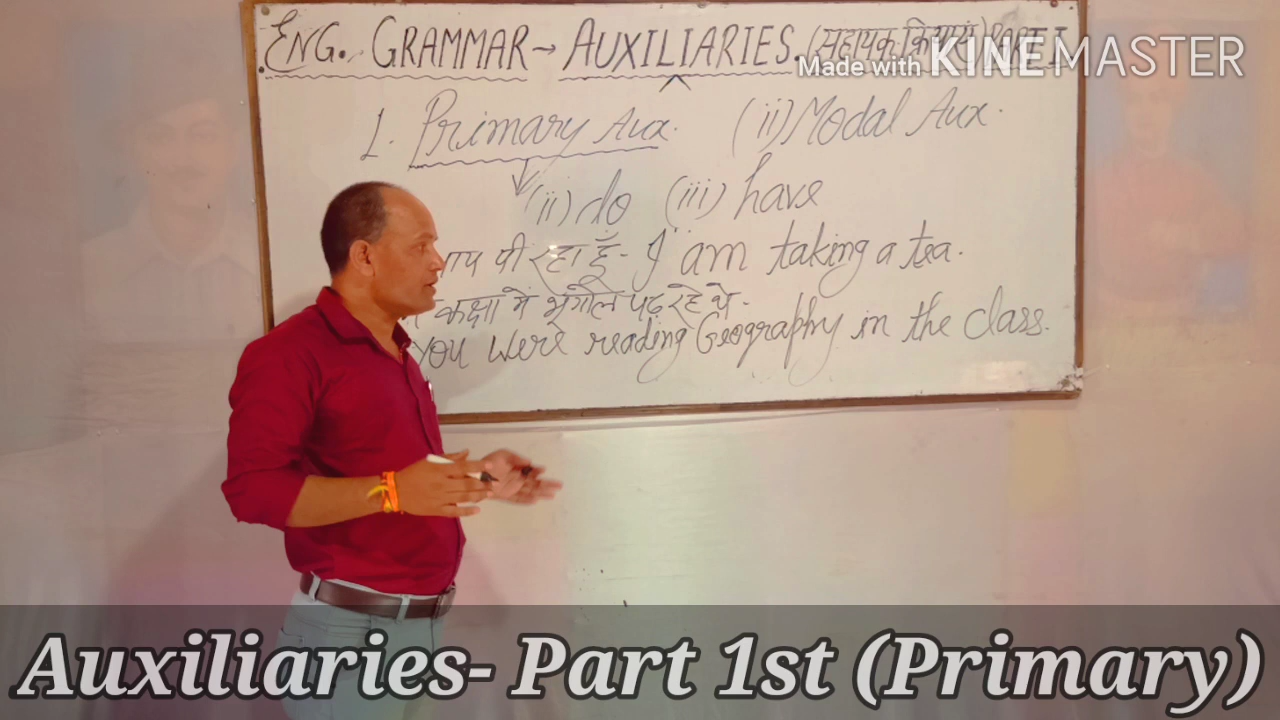 ENG. GRAMMAR → AUXILIARIES. (सहायक क्रियाएं) PART I
Made with KINEMASTER
1. Primary Aux. (ii) Modal Aux.
(ii) do (iii) have
पी रहा हूँ - I am taking a tea.
कक्षा में भूगोल पढ़ रहे थे -
you were reading Geography in the class.
Auxiliaries- Part 1st (Primary)